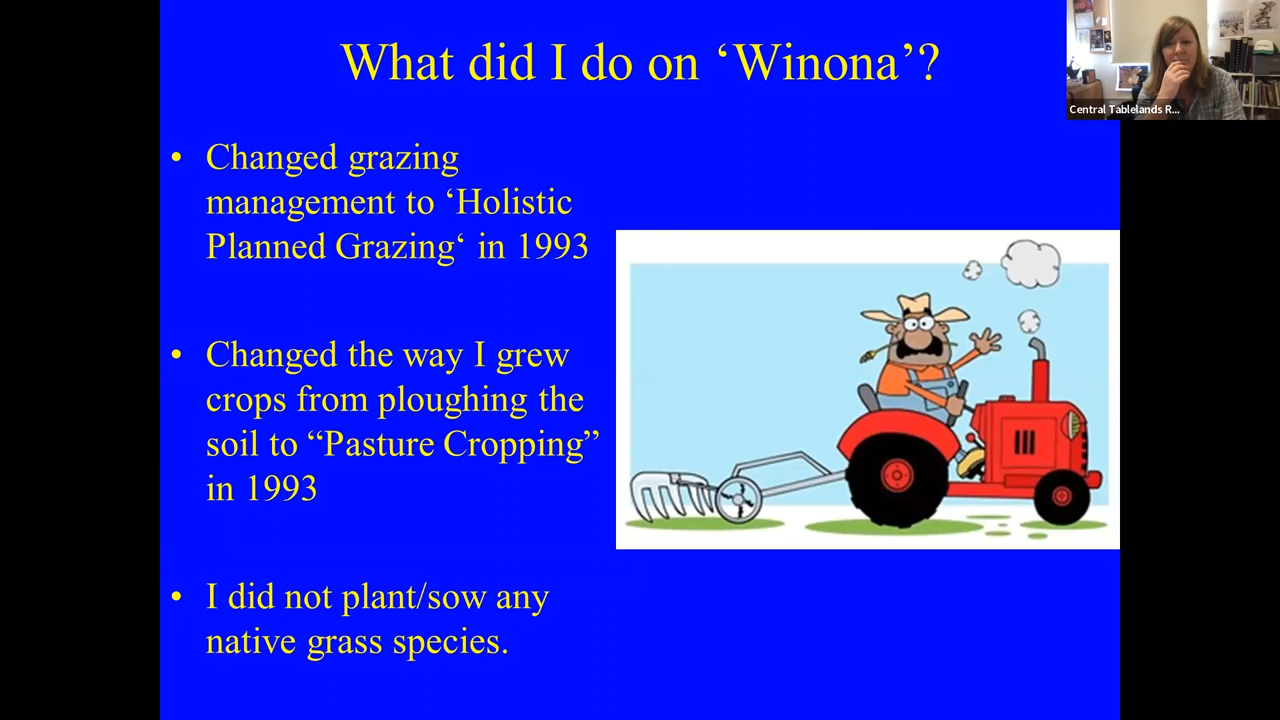 What did I do on ‘Winona’?
Central Tablelands R...
• Changed grazing
management to ‘Holistic
Planned Grazing‘ in 1993
• Changed the way I grew
crops from ploughing the
soil to “Pasture Cropping”
in 1993
• I did not plant/sow any
native grass species.